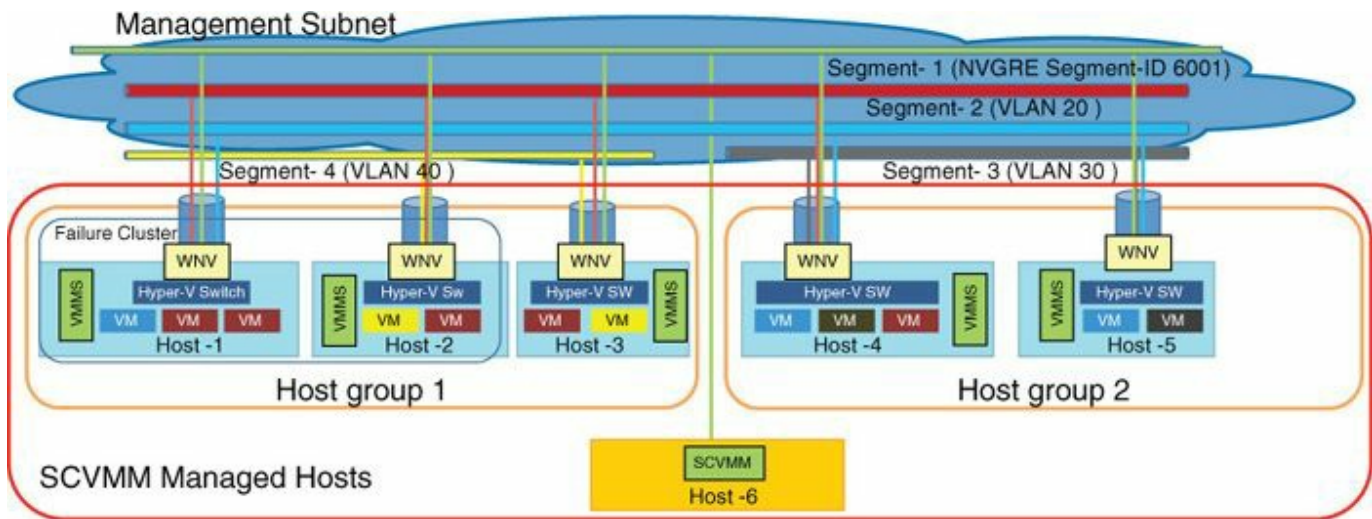 Management Subnet
Segment- 1 (NVGRE Segment-ID 6001)
Segment- 2 (VLAN 20 )
Segment- 4 (VLAN 40 )
Segment- 3 (VLAN 30 )
Failure Cluster
WNV
WNV
WNV
WNV
WNV
VMMS
Hyper-V Switch
VM
VM
VM
Host -1
VMMS
Hyper-V Sw
VM
VM
Host -2
Hyper-V SW
VM
VM
VMMS
Host -3
Hyper-V SW
VM
VM
VM
VMMS
Host -4
VMMS
Hyper-V SW
VM
VM
Host -5
Host group 1
Host group 2
SCVMM Managed Hosts
SCVMM
Host -6